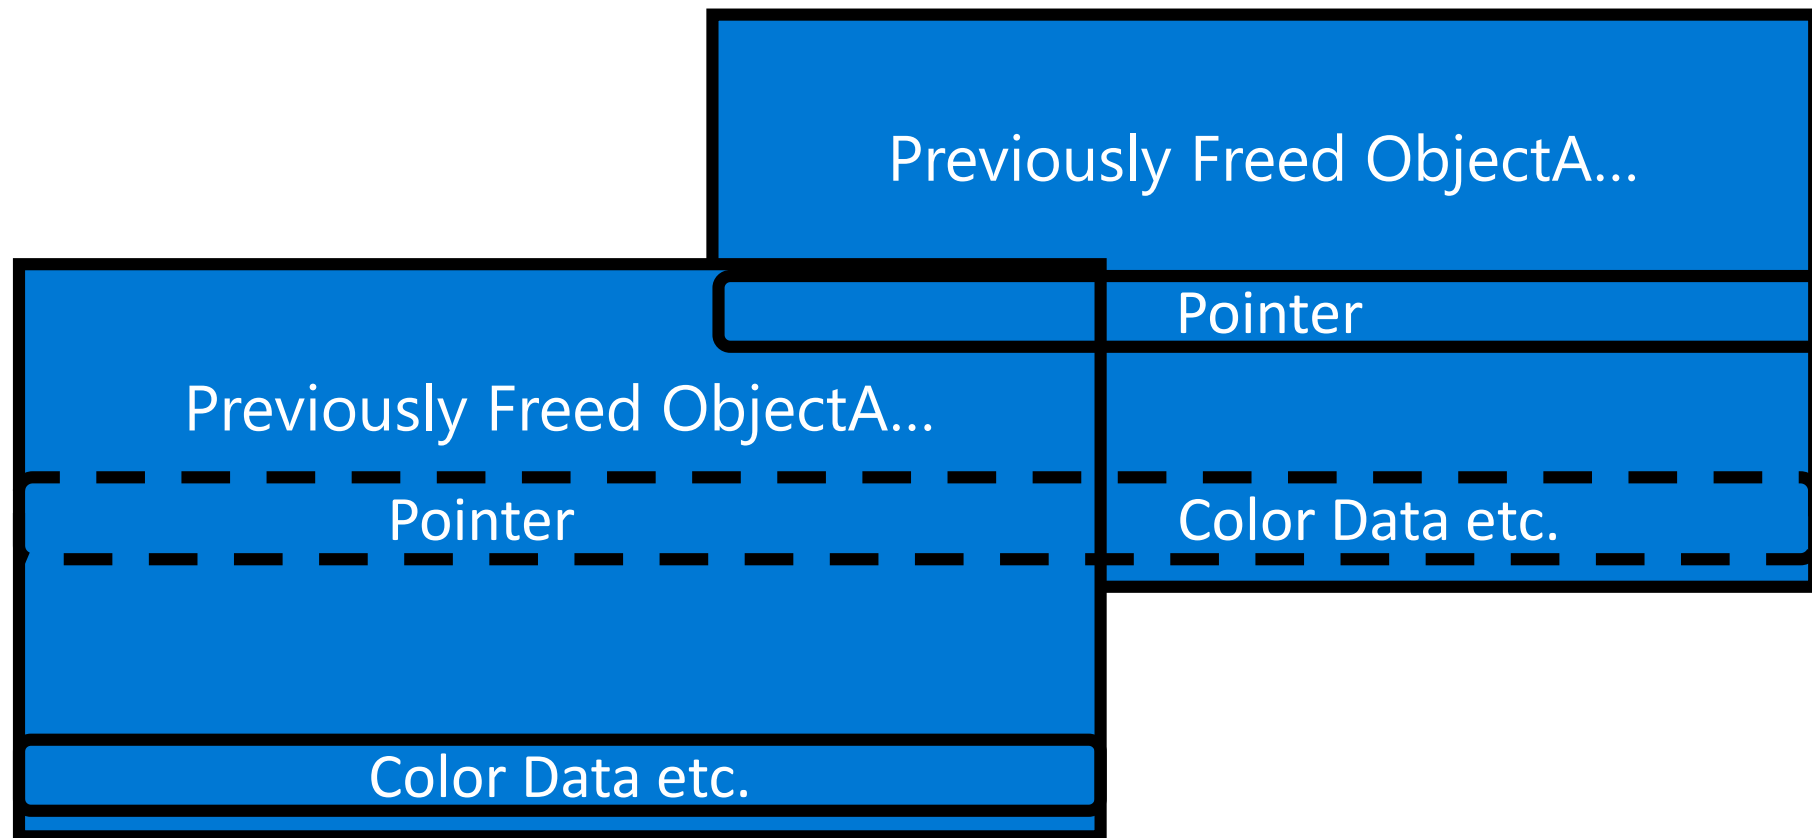 Previously Freed ObjectA...
Pointer
Previously Freed ObjectA...
Pointer
Color Data etc.
Color Data etc.